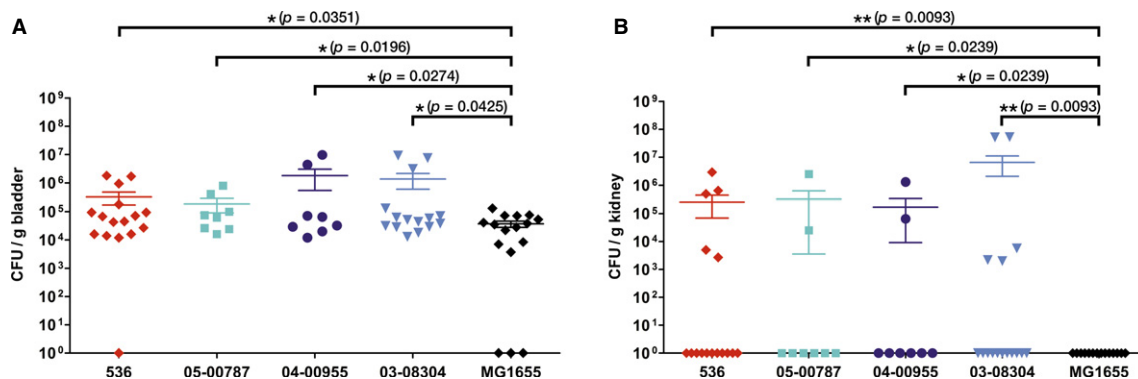 A
* (p = 0.0351)
* (p = 0.0196)
* (p = 0.0274)
* (p = 0.0425)
CFU / g bladder
10⁹
10⁸
10⁷
10⁶
10⁵
10⁴
10³
10²
10¹
10⁰
536 05-00787 04-00955 03-08304 MG1655
B
** (p = 0.0093)
* (p = 0.0239)
* (p = 0.0239)
** (p = 0.0093)
CFU / g kidney
10⁹
10⁸
10⁷
10⁶
10⁵
10⁴
10³
10²
10¹
10⁰
536 05-00787 04-00955 03-08304 MG1655